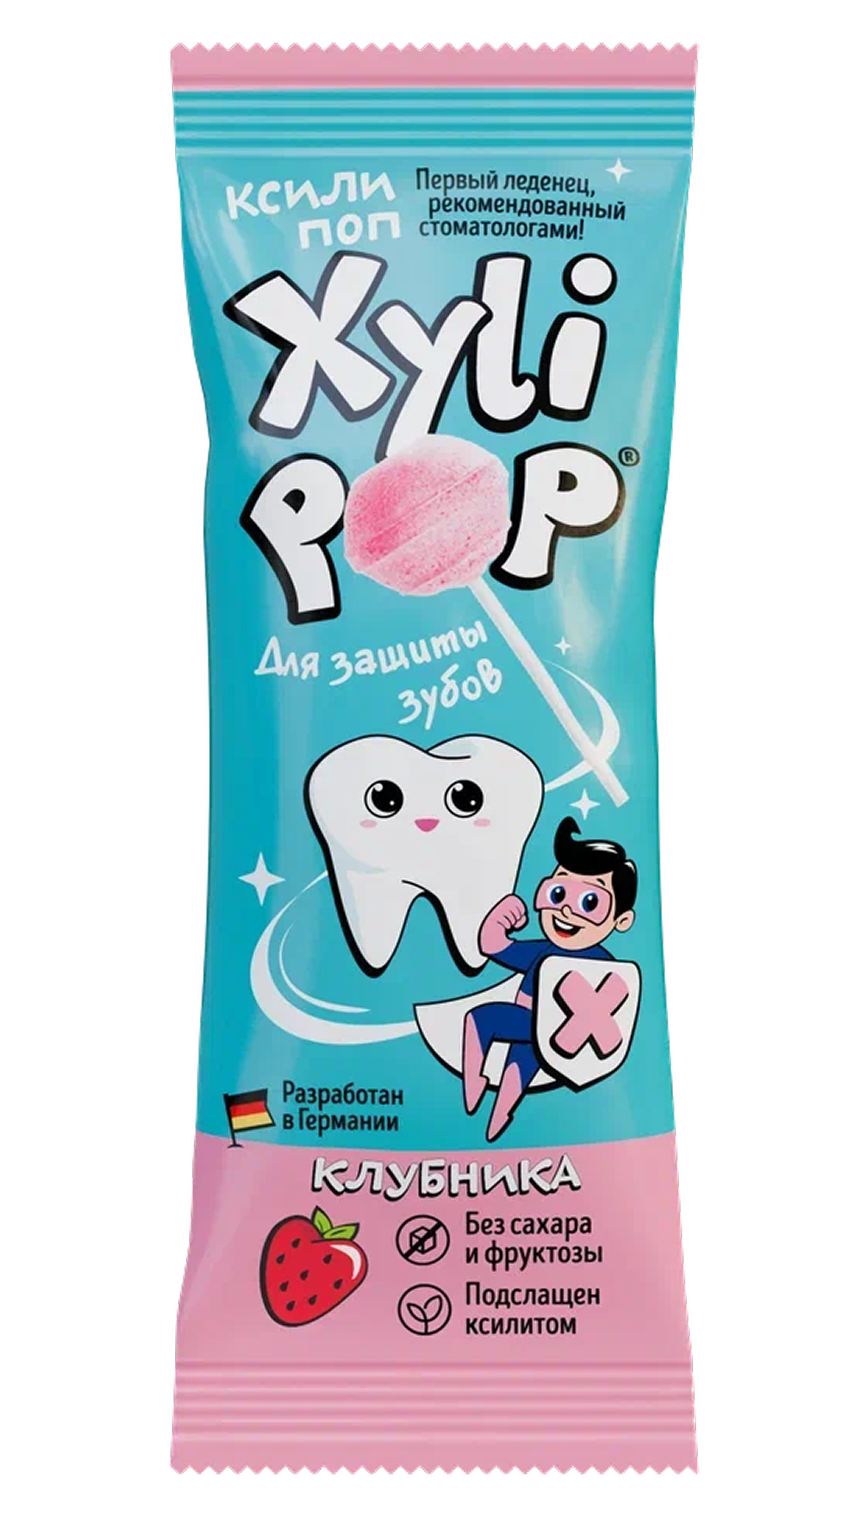 ксили
поп
Первый леденец,
рекомендованный
стоматологами!
Xyli
POP®
Для защиты
зубов
X
Разработан
в Германии
КЛУБНИКА
Без сахара
и фруктозы
Подслащен
ксилитом